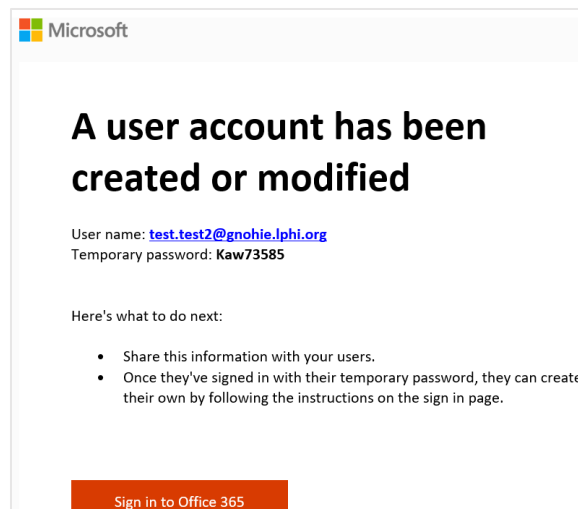 Microsoft
A user account has been
created or modified
User name: test.test2@gnohie.lphi.org
Temporary password: Kaw73585
Here's what to do next:
• Share this information with your users.
• Once they've signed in with their temporary password, they can create
their own by following the instructions on the sign in page.
Sign in to Office 365